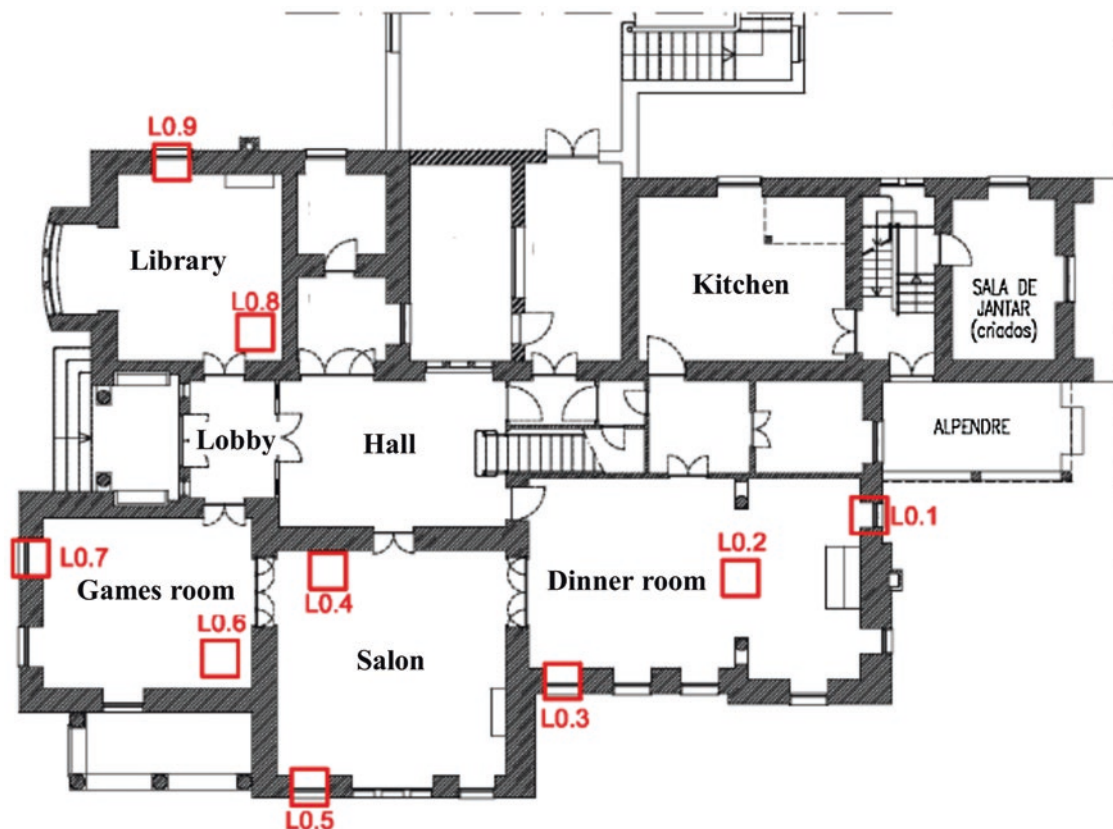 L0.9
Library
L0.8
Kitchen
SALA DE
JANTAR
(criados)
Lobby
Hall
ALPENDRE
L0.1
L0.7
Games room
L0.6
L0.4
Salon
Dinner room
L0.2
L0.3
L0.5